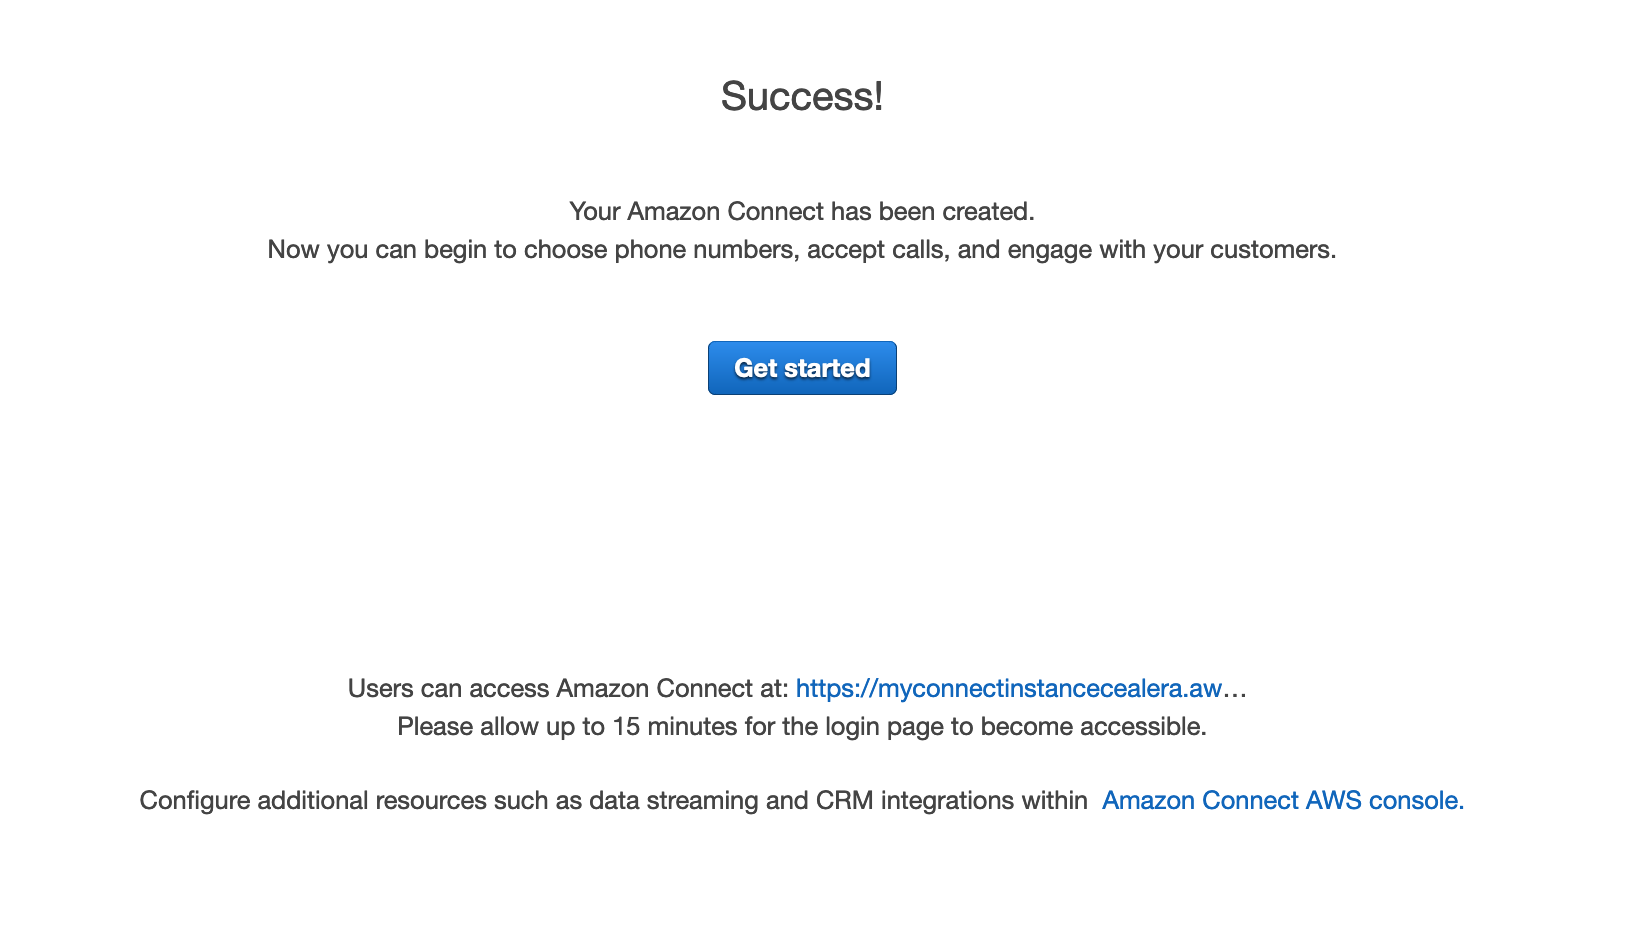 Success!
Your Amazon Connect has been created.
Now you can begin to choose phone numbers, accept calls, and engage with your customers.
Get started
Users can access Amazon Connect at: https://myconnectinstancecealera.aw…
Please allow up to 15 minutes for the login page to become accessible.
Configure additional resources such as data streaming and CRM integrations within Amazon Connect AWS console.